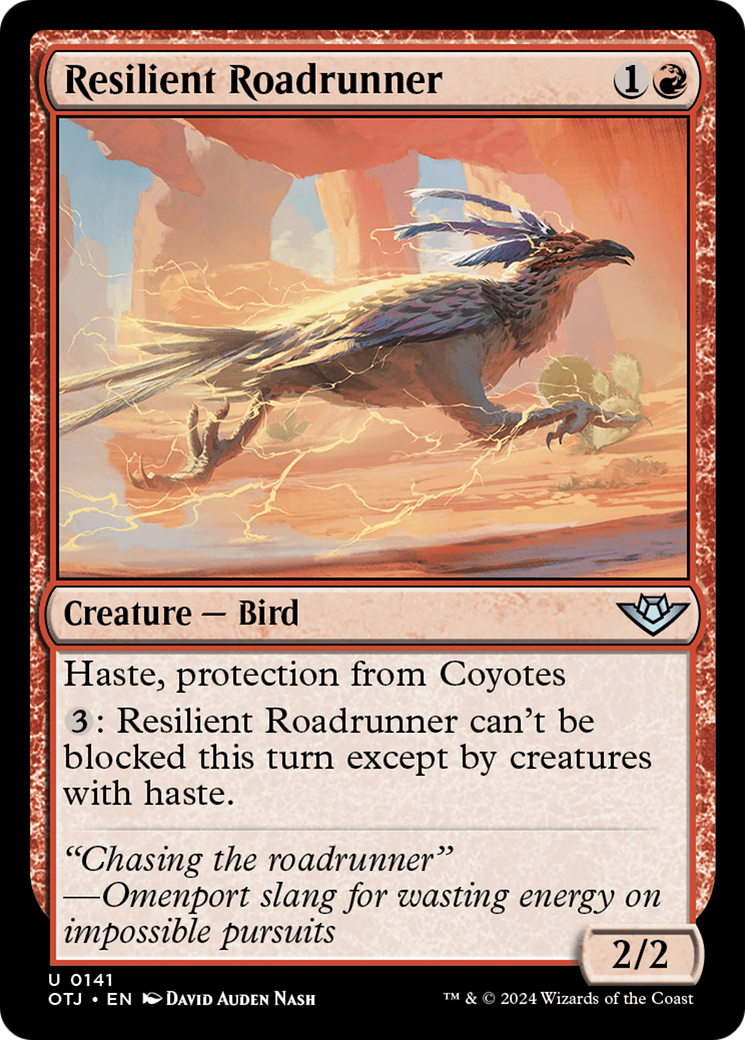 Resilient Roadrunner 1
Creature — Bird
Haste, protection from Coyotes
3: Resilient Roadrunner can't be
blocked this turn except by creatures
with haste.
“Chasing the roadrunner”
—Omenport slang for wasting energy on
impossible pursuits
2/2
U 0141
OTJ • EN David Auden Nash
™ & © 2024 Wizards of the Coast